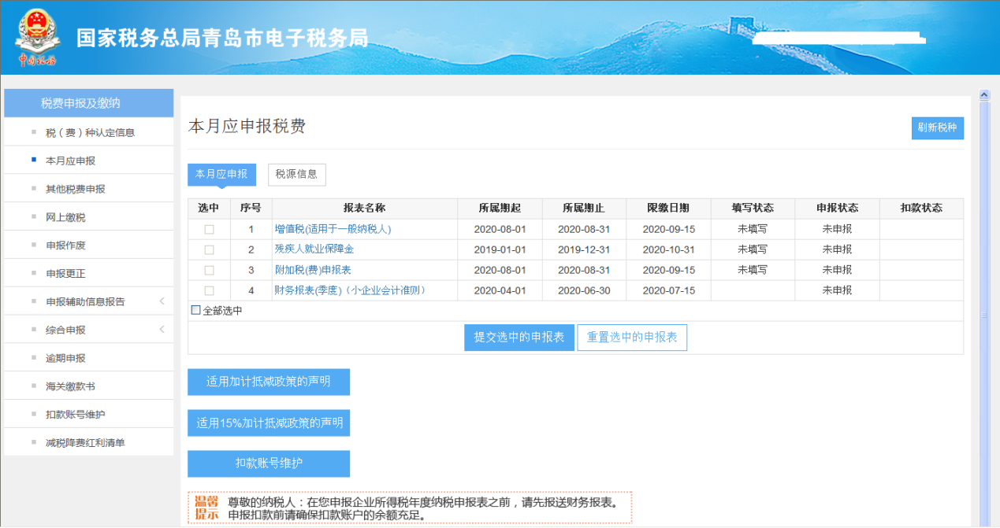 国家税务总局青岛市电子税务局
中国税务
税费申报及缴纳
税（费）种认定信息
本月应申报
其他税费申报
网上缴税
申报作废
申报更正
申报辅助信息报告
综合申报
逾期申报
海关缴款书
扣款账号维护
减税降费红利清单
本月应申报税费
刷新税种
本月应申报 税源信息
选中 序号 报表名称 所属期起 所属期止 限缴日期 填写状态 申报状态 扣款状态
1 增值税(适用于一般纳税人) 2020-08-01 2020-08-31 2020-09-15 未填写 未申报
2 残疾人就业保障金 2019-01-01 2019-12-31 2020-10-31 未填写 未申报
3 附加税(费)申报表 2020-08-01 2020-08-31 2020-09-15 未填写 未申报
4 财务报表(季度)（小企业会计准则） 2020-04-01 2020-06-30 2020-07-15 未申报
全部选中
提交选中的申报表 重置选中的申报表
适用加计抵减政策的声明
适用15%加计抵减政策的声明
扣款账号维护
温馨提示
尊敬的纳税人：在您申报企业所得税年度纳税申报表之前，请先报送财务报表。
申报扣款前请确保扣款账户的余额充足。